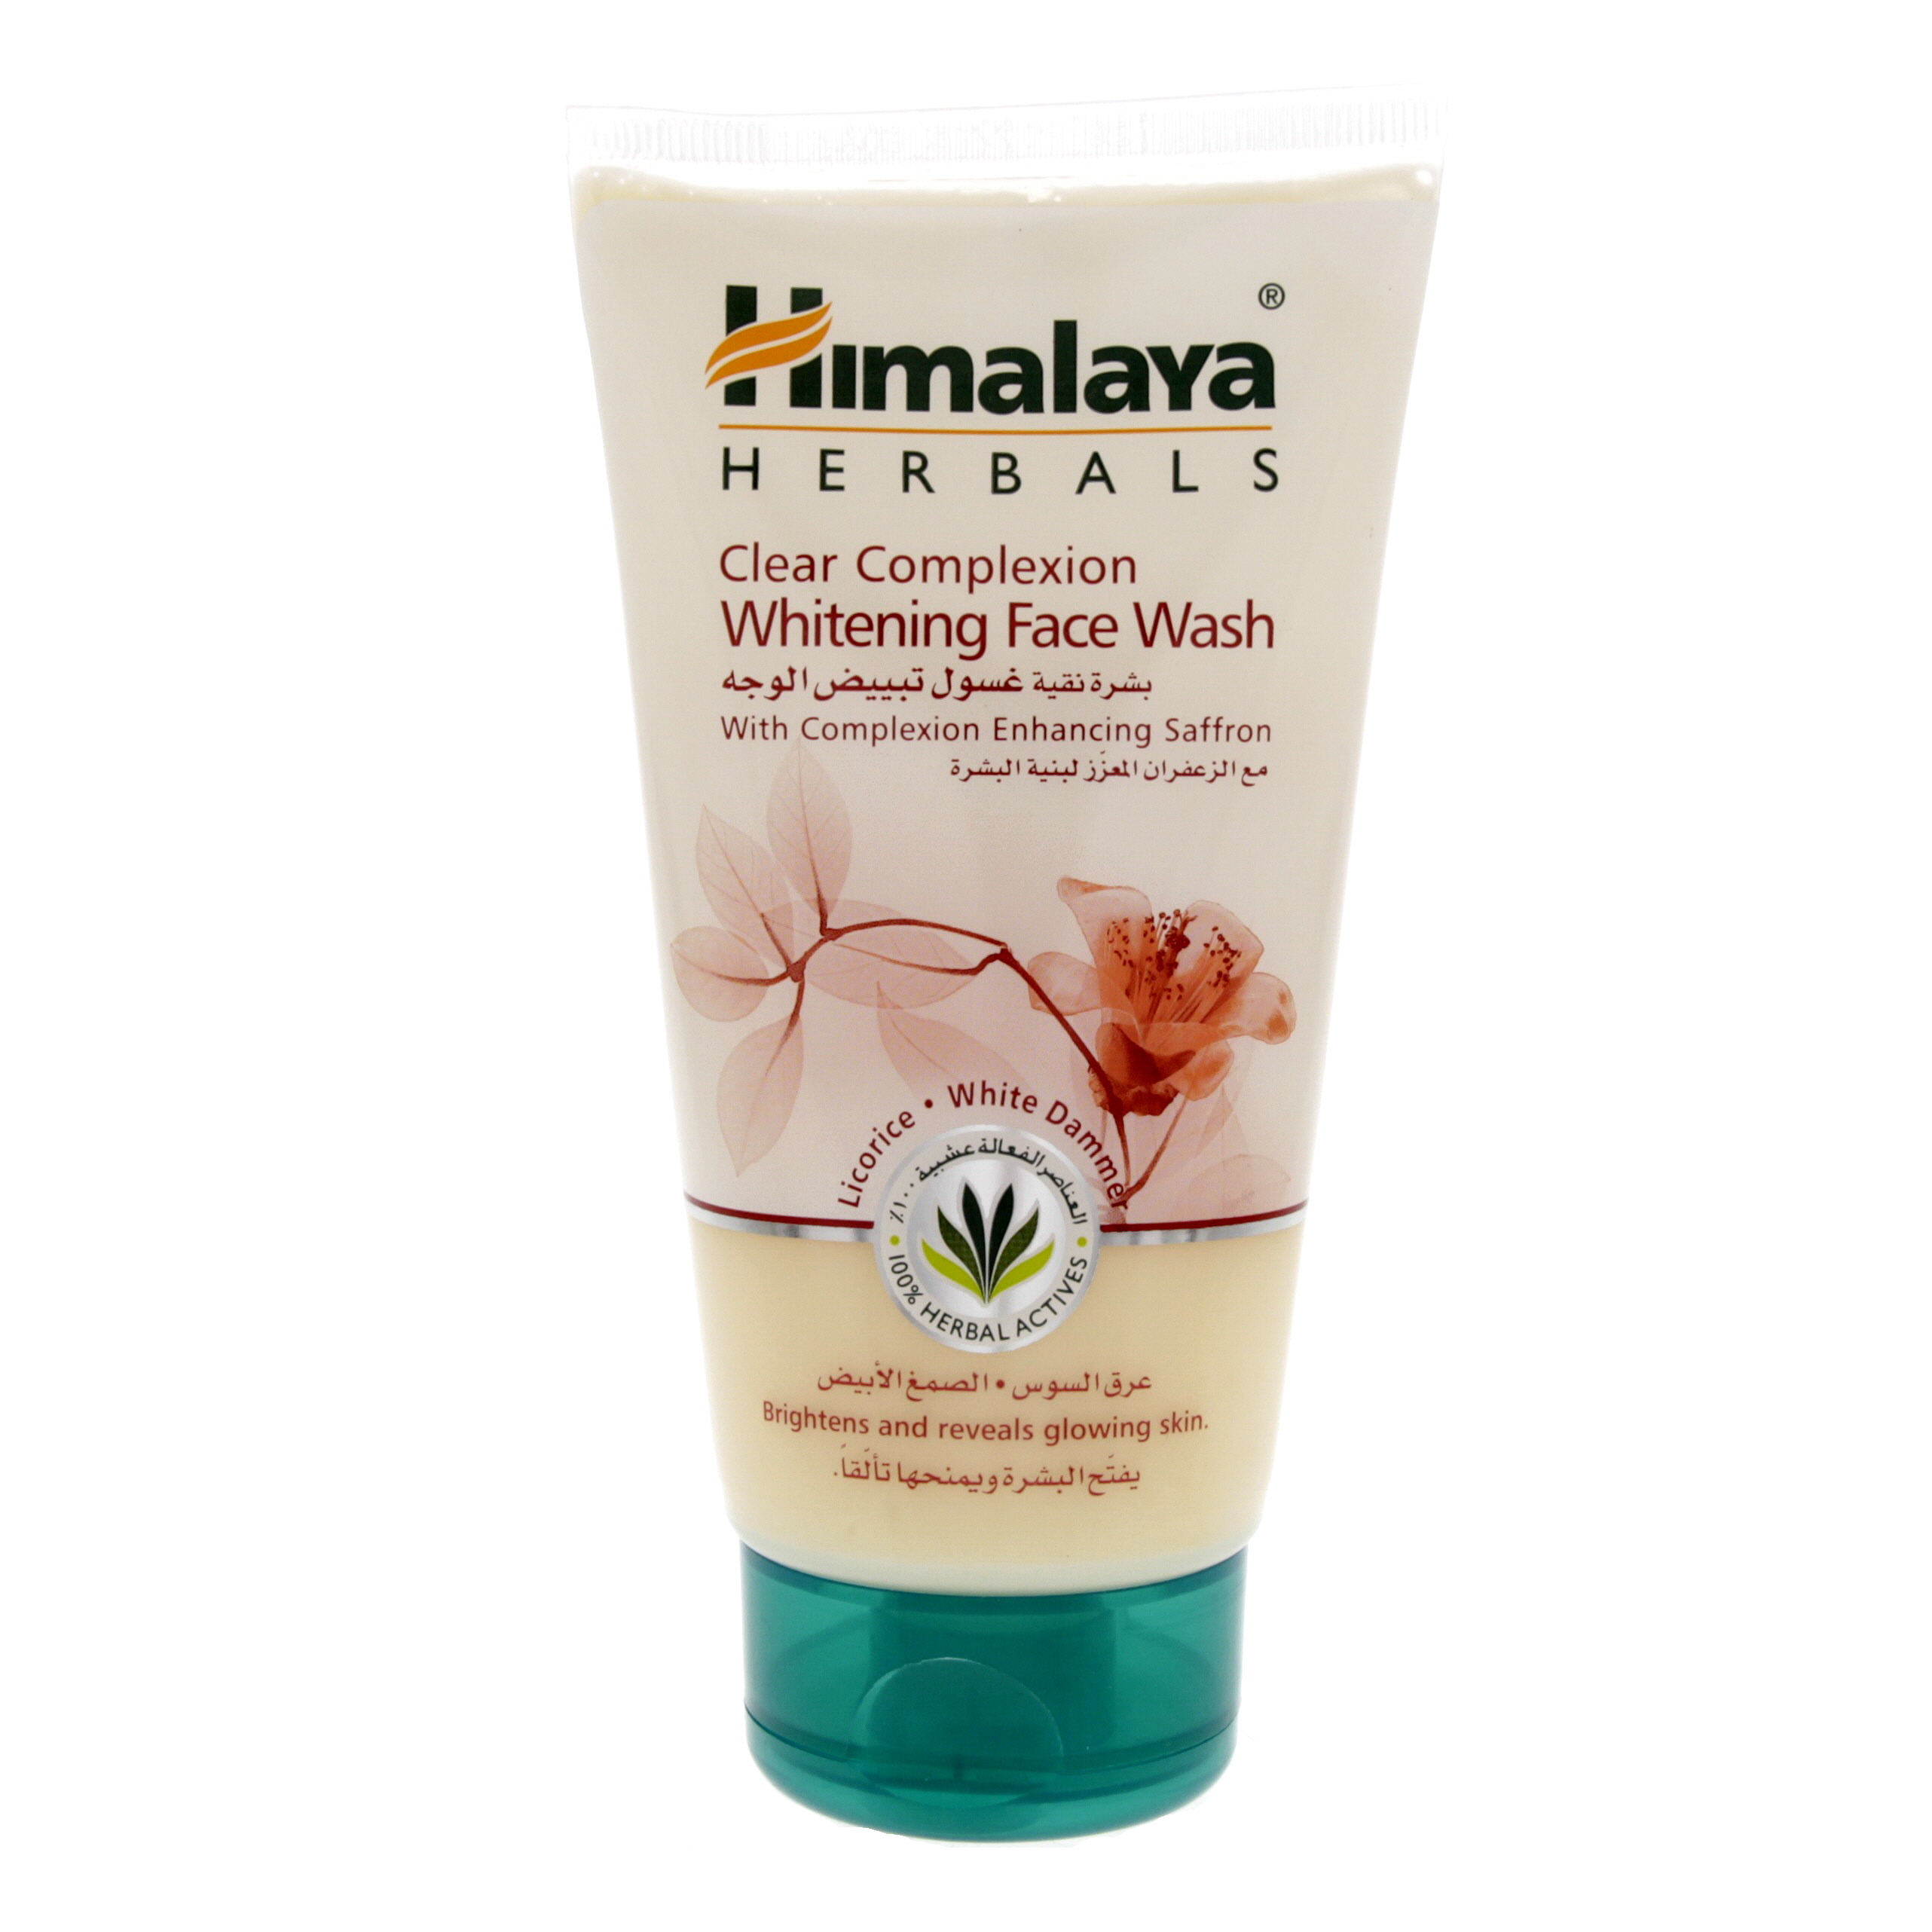 Himalaya®
HERBALS
Clear Complexion
Whitening Face Wash
بشرة نقية غسول تبييض الوجه
With Complexion Enhancing Saffron
مع الزعفران المعزّز لبنية البشرة
Licorice • White Dammer
العناصر الفعالة عشبية ١٠٠٪
• 100% HERBAL ACTIVES •
عرق السوس • الصمغ الأبيض
Brightens and reveals glowing skin.
يفتّح البشرة ويمنحها تألّقاً.